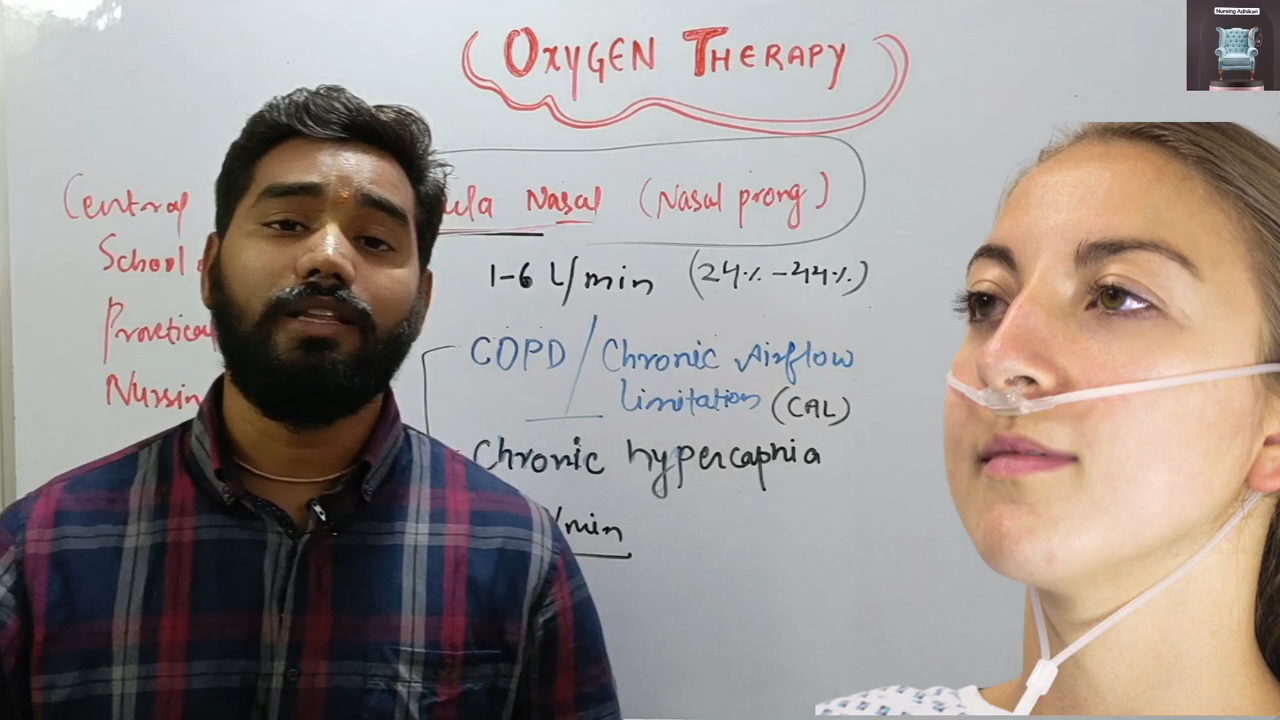 Nursing Adhikari
OXYGEN THERAPY
Central
School
Practical
Nursin
ula Nasal (Nasal prong)
1-6 L/min (24% - 44%)
COPD / Chronic Airflow
limitation (CAL)
Chronic hypercapnia
/min